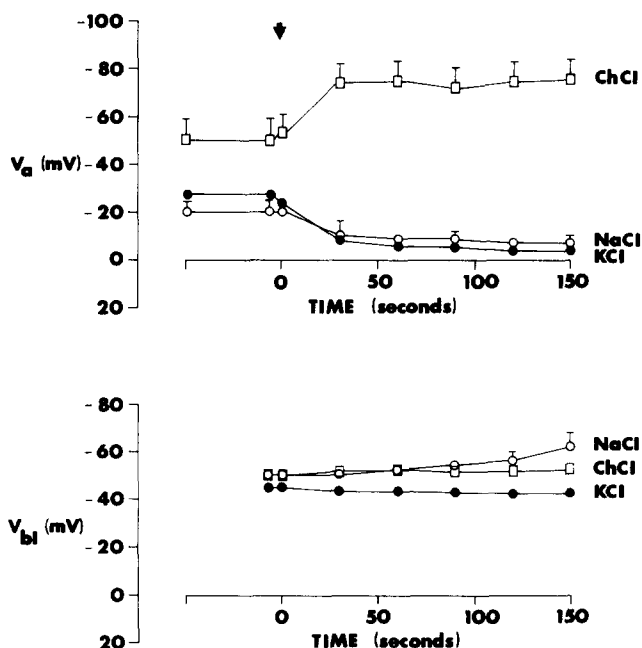 - 100
- 80
- 60
- 40
- 20
0
20
Va (mV)
ChCl
NaCl
KCl
0 50 100 150
TIME (seconds)
- 80
- 60
- 40
- 20
0
20
Vbl (mV)
NaCl
ChCl
KCl
0 50 100 150
TIME (seconds)